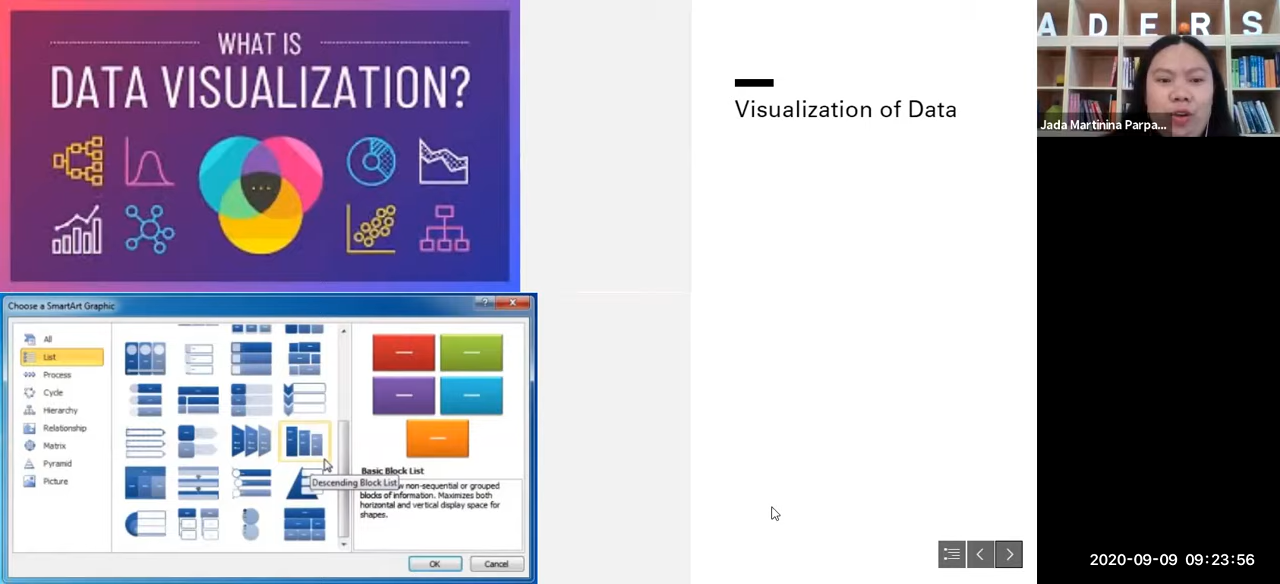 WHAT IS
DATA VISUALIZATION?
Visualization of Data
A D E R S
Jada Martinina Parpa...
Choose a SmartArt Graphic
All
List
Process
Cycle
Hierarchy
Relationship
Matrix
Pyramid
Picture
Descending Block List
Basic Block List
non-sequential or grouped
blocks of information. Maximizes both
horizontal and vertical display space for
shapes.
OK
Cancel
2020-09-09 09:23:56